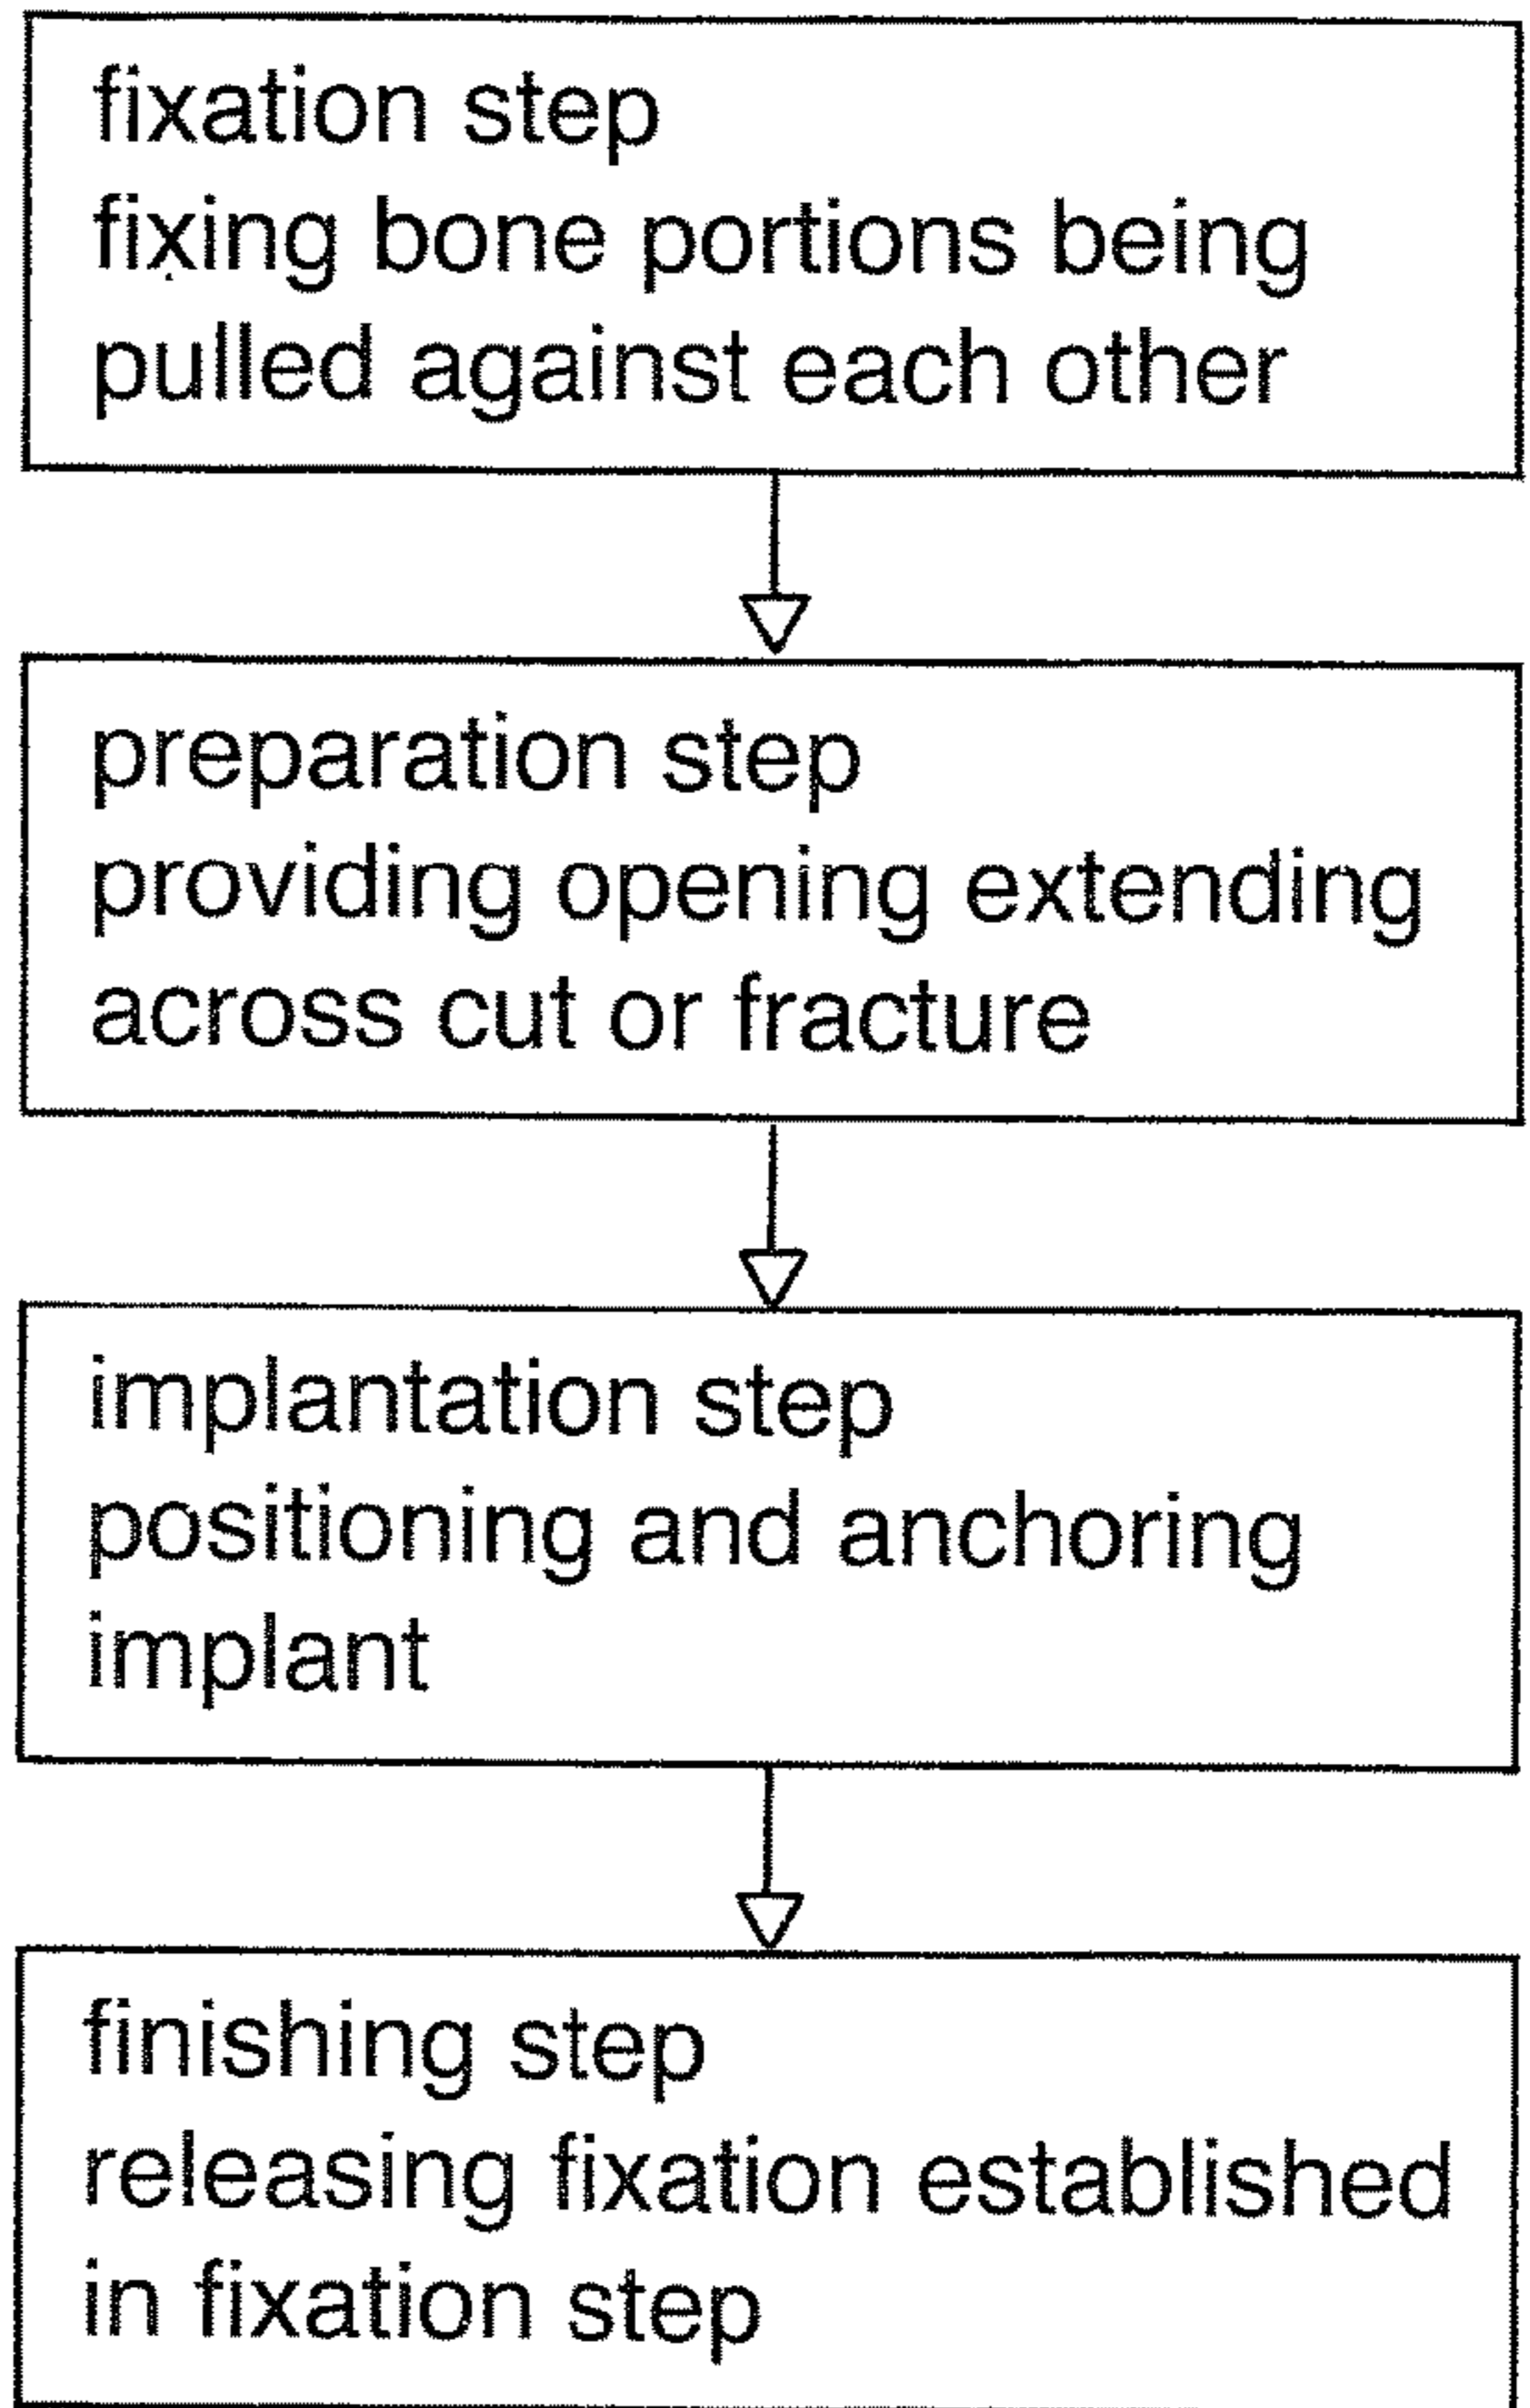 fixation step
fixing bone portions being
pulled against each other
preparation step
providing opening extending
across cut or fracture
implantation step
positioning and anchoring
implant
finishing step
releasing fixation established
in fixation step